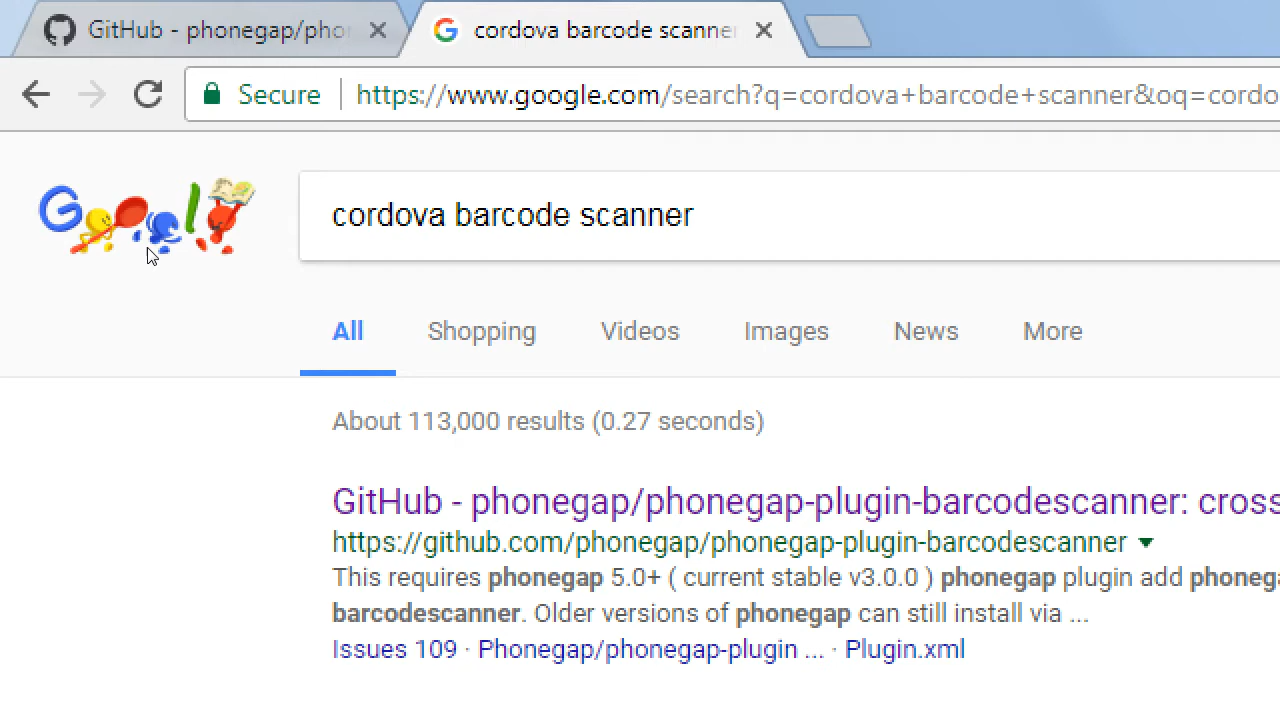 GitHub - phonegap/pho
cordova barcode scanner
Secure
https://www.google.com/search?q=cordova+barcode+scanner&oq=cordo
Google
cordova barcode scanner
All Shopping Videos Images News More
About 113,000 results (0.27 seconds)
GitHub - phonegap/phonegap-plugin-barcodescanner: cross
https://github.com/phonegap/phonegap-plugin-barcodescanner
This requires phonegap 5.0+ ( current stable v3.0.0 ) phonegap plugin add phonega
barcodescanner. Older versions of phonegap can still install via ...
Issues 109 · Phonegap/phonegap-plugin ... · Plugin.xml